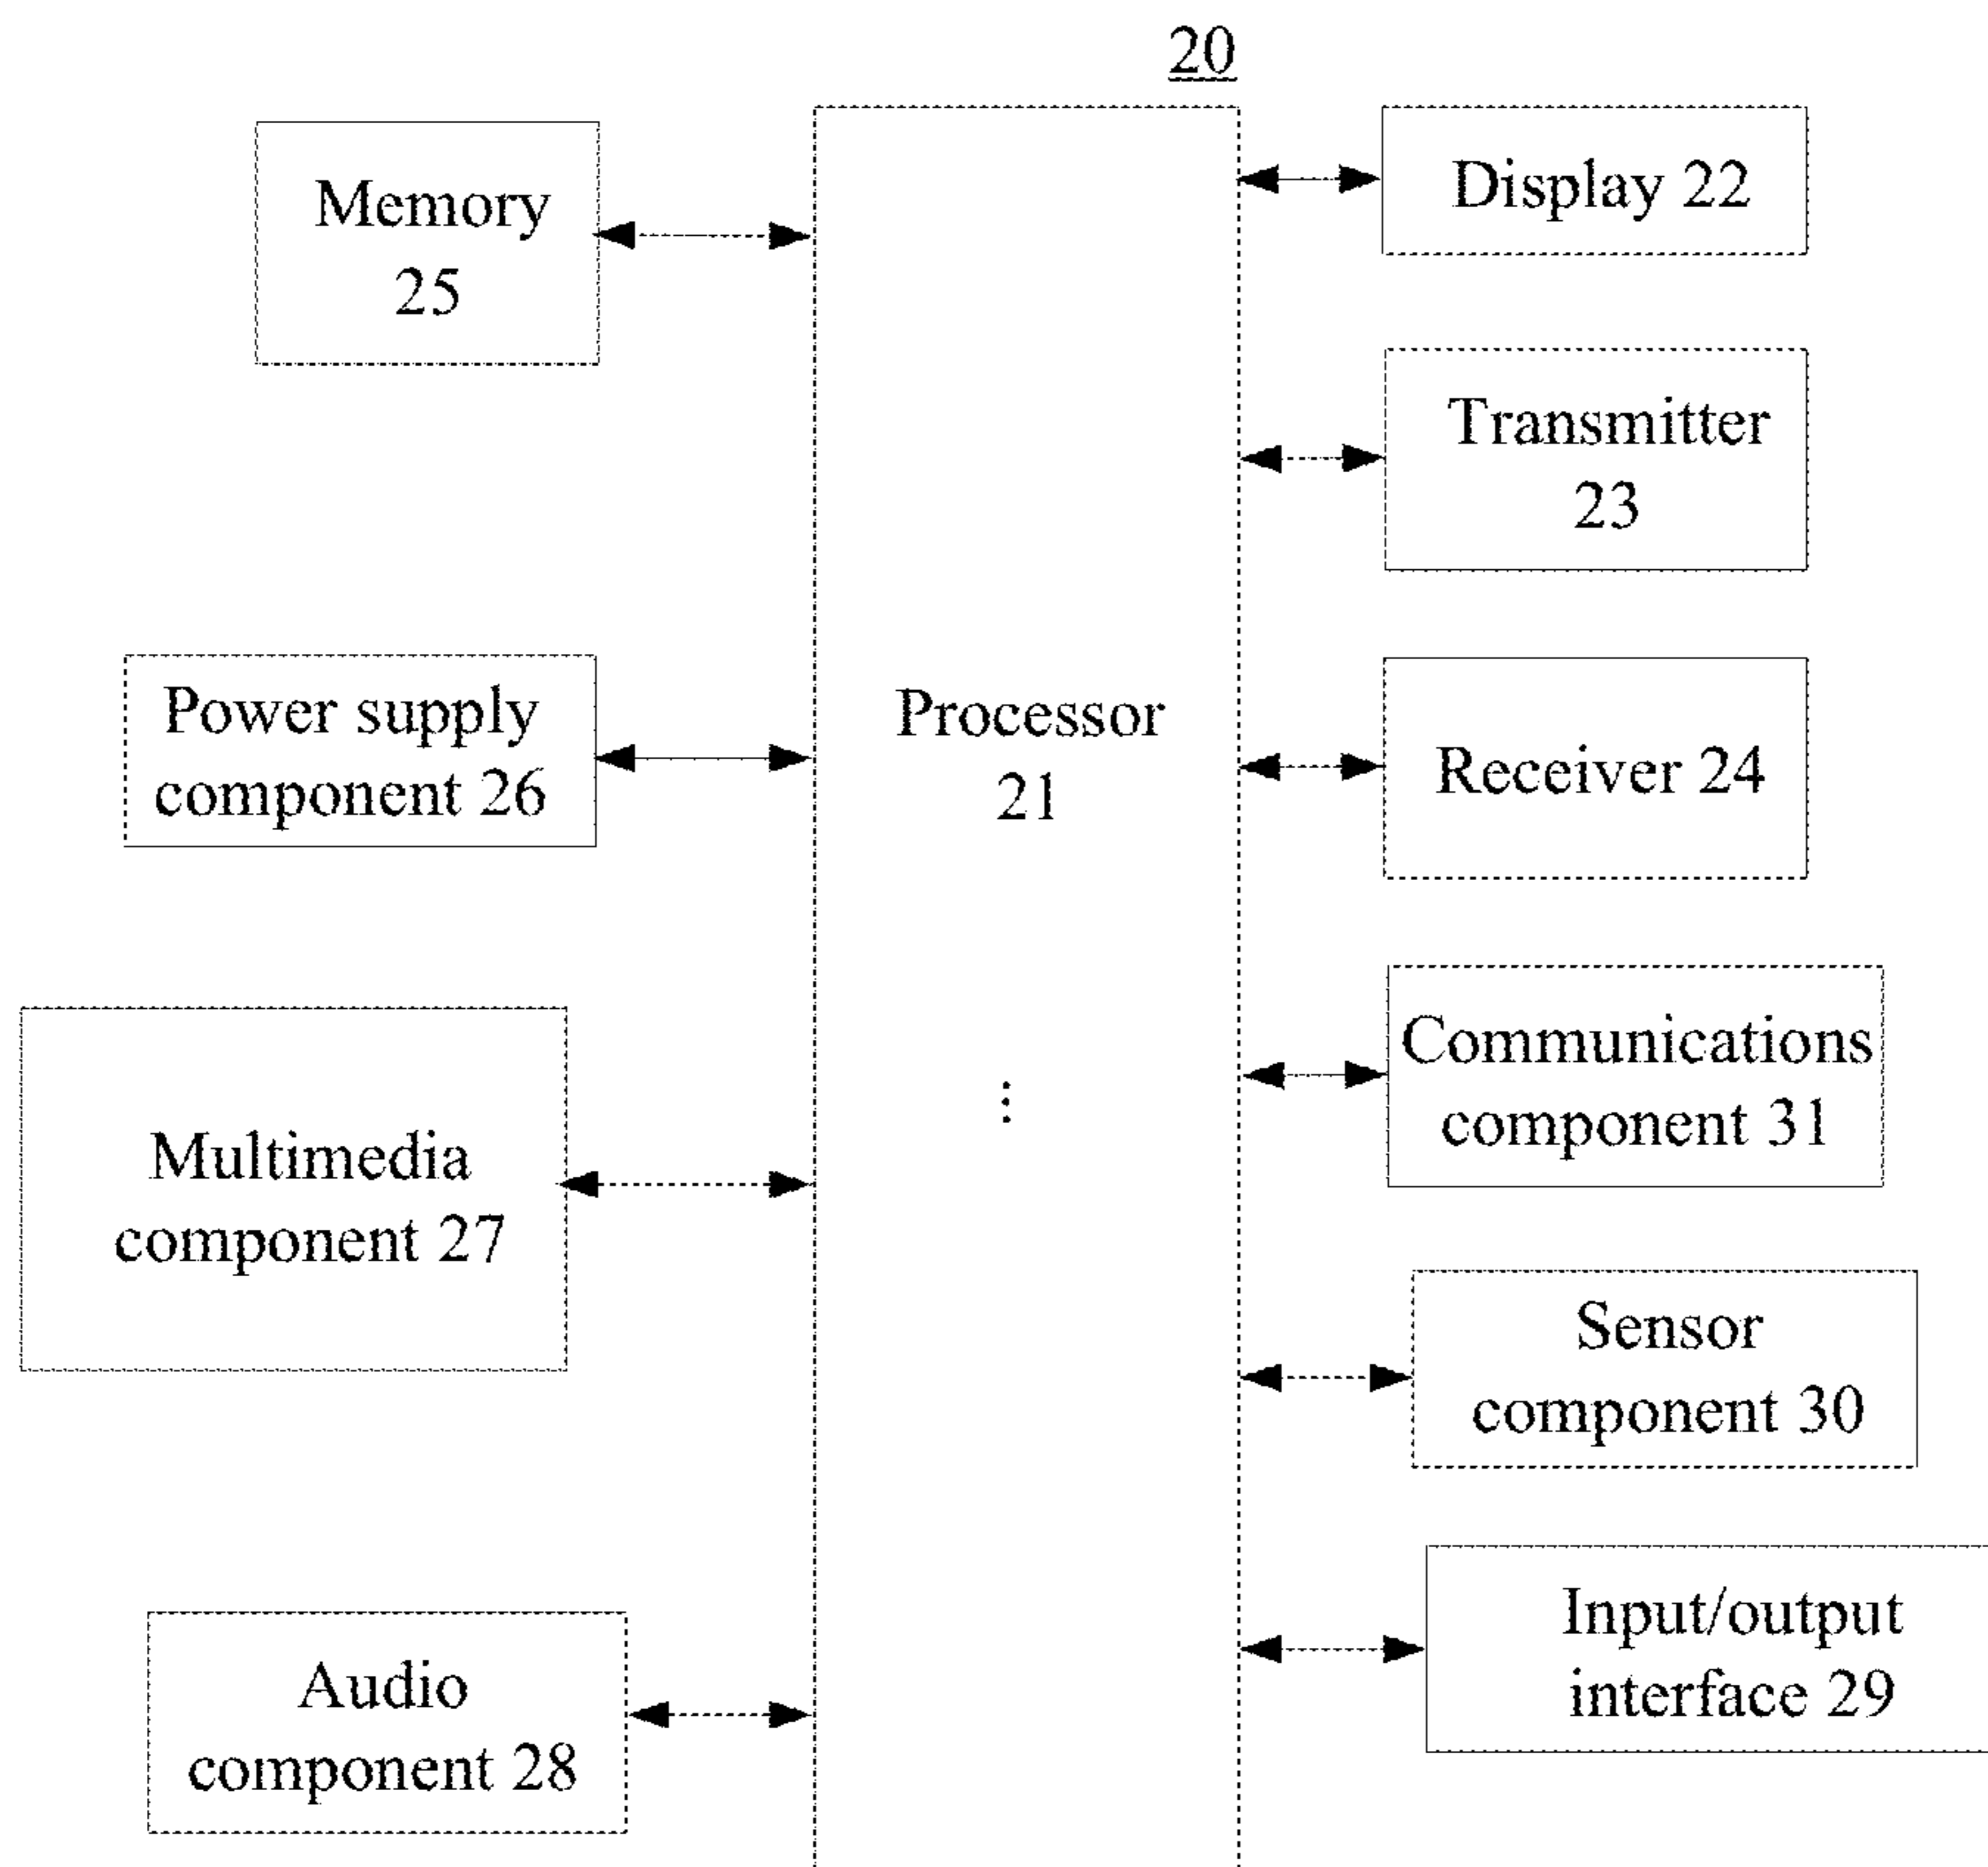 20
Memory
25
Power supply
component 26
Multimedia
component 27
Audio
component 28
Processor
21
⋮
Display 22
Transmitter
23
Receiver 24
Communications
component 31
Sensor
component 30
Input/output
interface 29